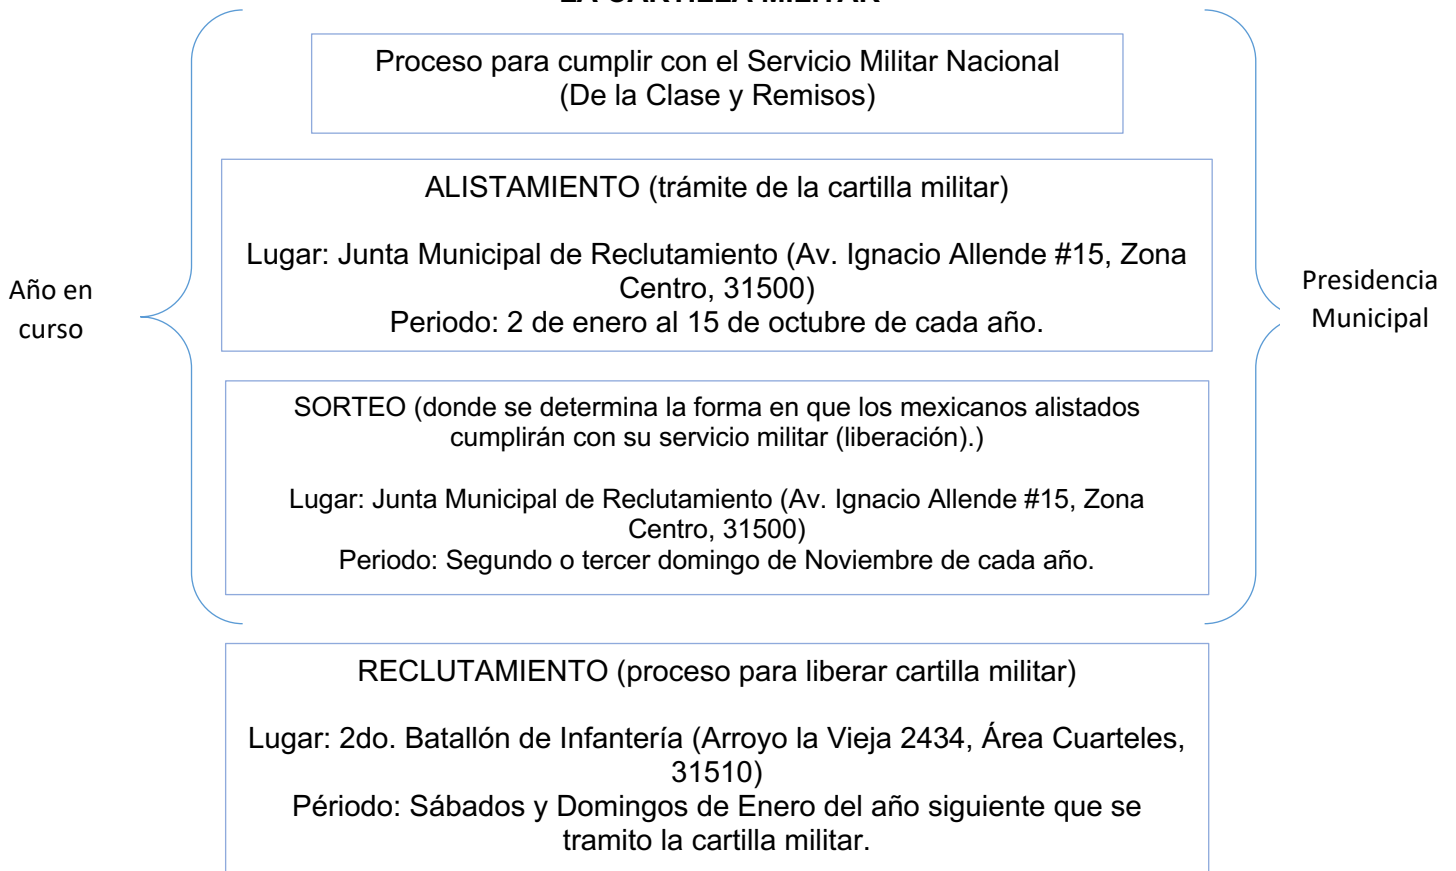 LA CARTILLA MILITAR
Proceso para cumplir con el Servicio Militar Nacional
(De la Clase y Remisos)
ALISTAMIENTO (trámite de la cartilla militar)
Lugar: Junta Municipal de Reclutamiento (Av. Ignacio Allende #15, Zona
Centro, 31500)
Periodo: 2 de enero al 15 de octubre de cada año.
Año en
curso
Presidencia
Municipal
SORTEO (donde se determina la forma en que los mexicanos alistados
cumplirán con su servicio militar (liberación).)
Lugar: Junta Municipal de Reclutamiento (Av. Ignacio Allende #15, Zona
Centro, 31500)
Periodo: Segundo o tercer domingo de Noviembre de cada año.
RECLUTAMIENTO (proceso para liberar cartilla militar)
Lugar: 2do. Batallón de Infantería (Arroyo la Vieja 2434, Área Cuarteles,
31510)
Périodo: Sábados y Domingos de Enero del año siguiente que se
tramito la cartilla militar.